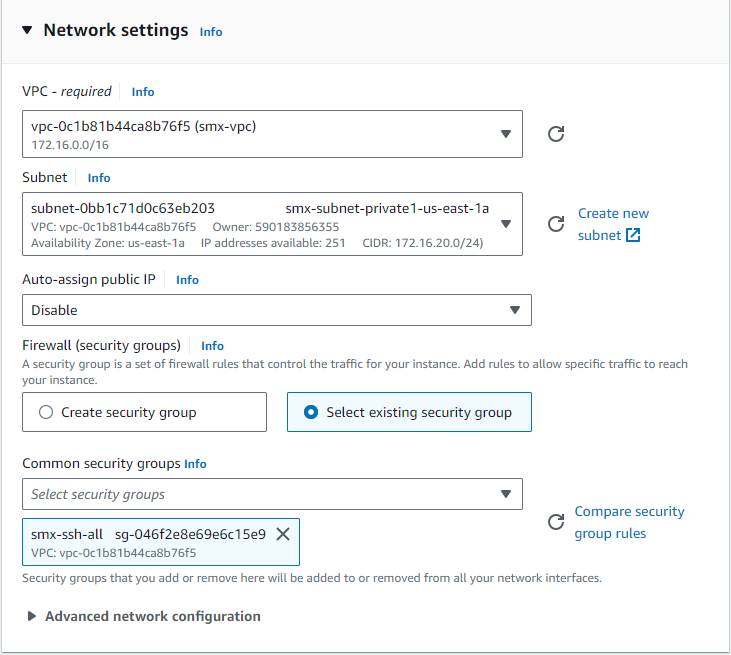 Network settings Info
VPC - required Info
vpc-0c1b81b44ca8b76f5 (smx-vpc)
172.16.0.0/16
Subnet Info
subnet-0bb1c71d0c63eb203 smx-subnet-private1-us-east-1a
VPC: vpc-0c1b81b44ca8b76f5 Owner: 590183856355
Availability Zone: us-east-1a IP addresses available: 251 CIDR: 172.16.20.0/24)
Create new
subnet
Auto-assign public IP Info
Disable
Firewall (security groups) Info
A security group is a set of firewall rules that control the traffic for your instance. Add rules to allow specific traffic to reach
your instance.
Create security group
Select existing security group
Common security groups Info
Select security groups
smx-ssh-all sg-046f2e8e69e6c15e9
VPC: vpc-0c1b81b44ca8b76f5
Compare security
group rules
Security groups that you add or remove here will be added to or removed from all your network interfaces.
Advanced network configuration